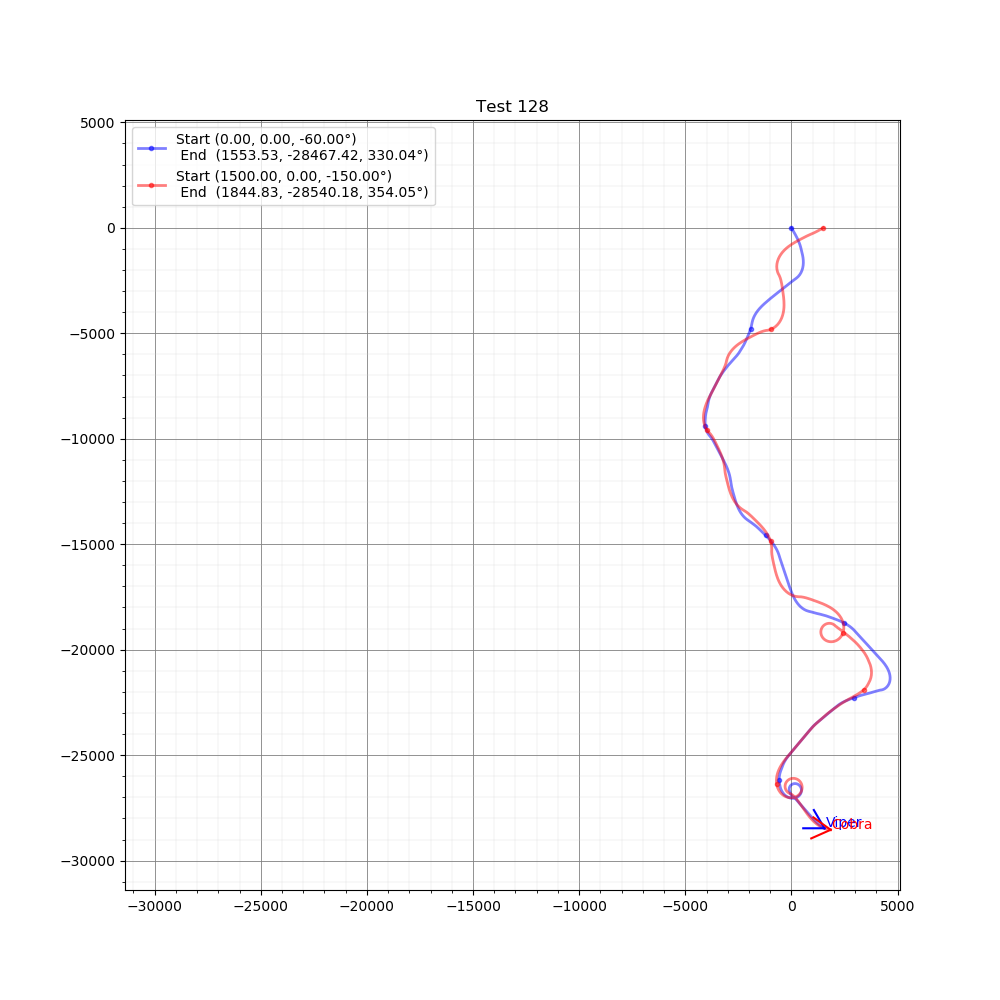 Test 128
Start (0.00, 0.00, -60.00°)
End (1553.53, -28467.42, 330.04°)
Start (1500.00, 0.00, -150.00°)
End (1844.83, -28540.18, 354.05°)
5000
0
−5000
−10000
−15000
−20000
−25000
−30000
Viper
Cobra
−30000 −25000 −20000 −15000 −10000 −5000 0 5000